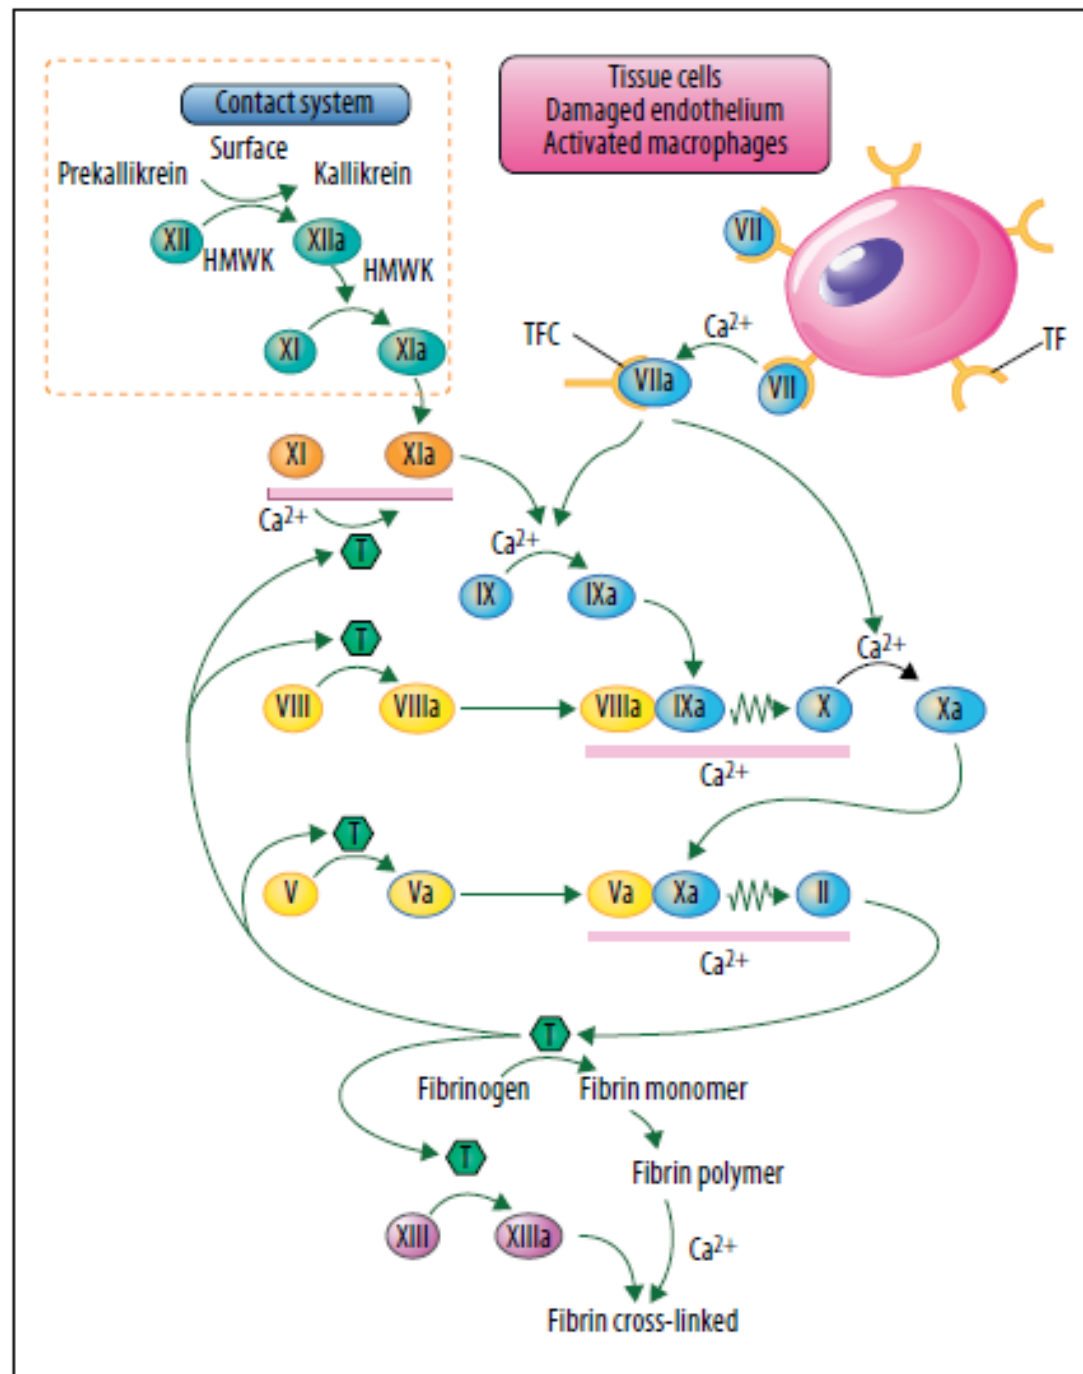 Contact system
Tissue cells
Damaged endothelium
Activated macrophages
Surface
Prekallikrein
Kallikrein
XII
HMWK
XIIa
HMWK
XI
XIa
VII
TFC
Ca2+
TF
VIIa
VII
XI
XIa
Ca2+
T
Ca2+
IX
IXa
T
Ca2+
VIII
VIIIa
VIIIa
IXa
X
Xa
Ca2+
T
V
Va
Va
Xa
II
Ca2+
T
Fibrinogen
Fibrin monomer
T
Fibrin polymer
XIII
XIIIa
Ca2+
Fibrin cross-linked